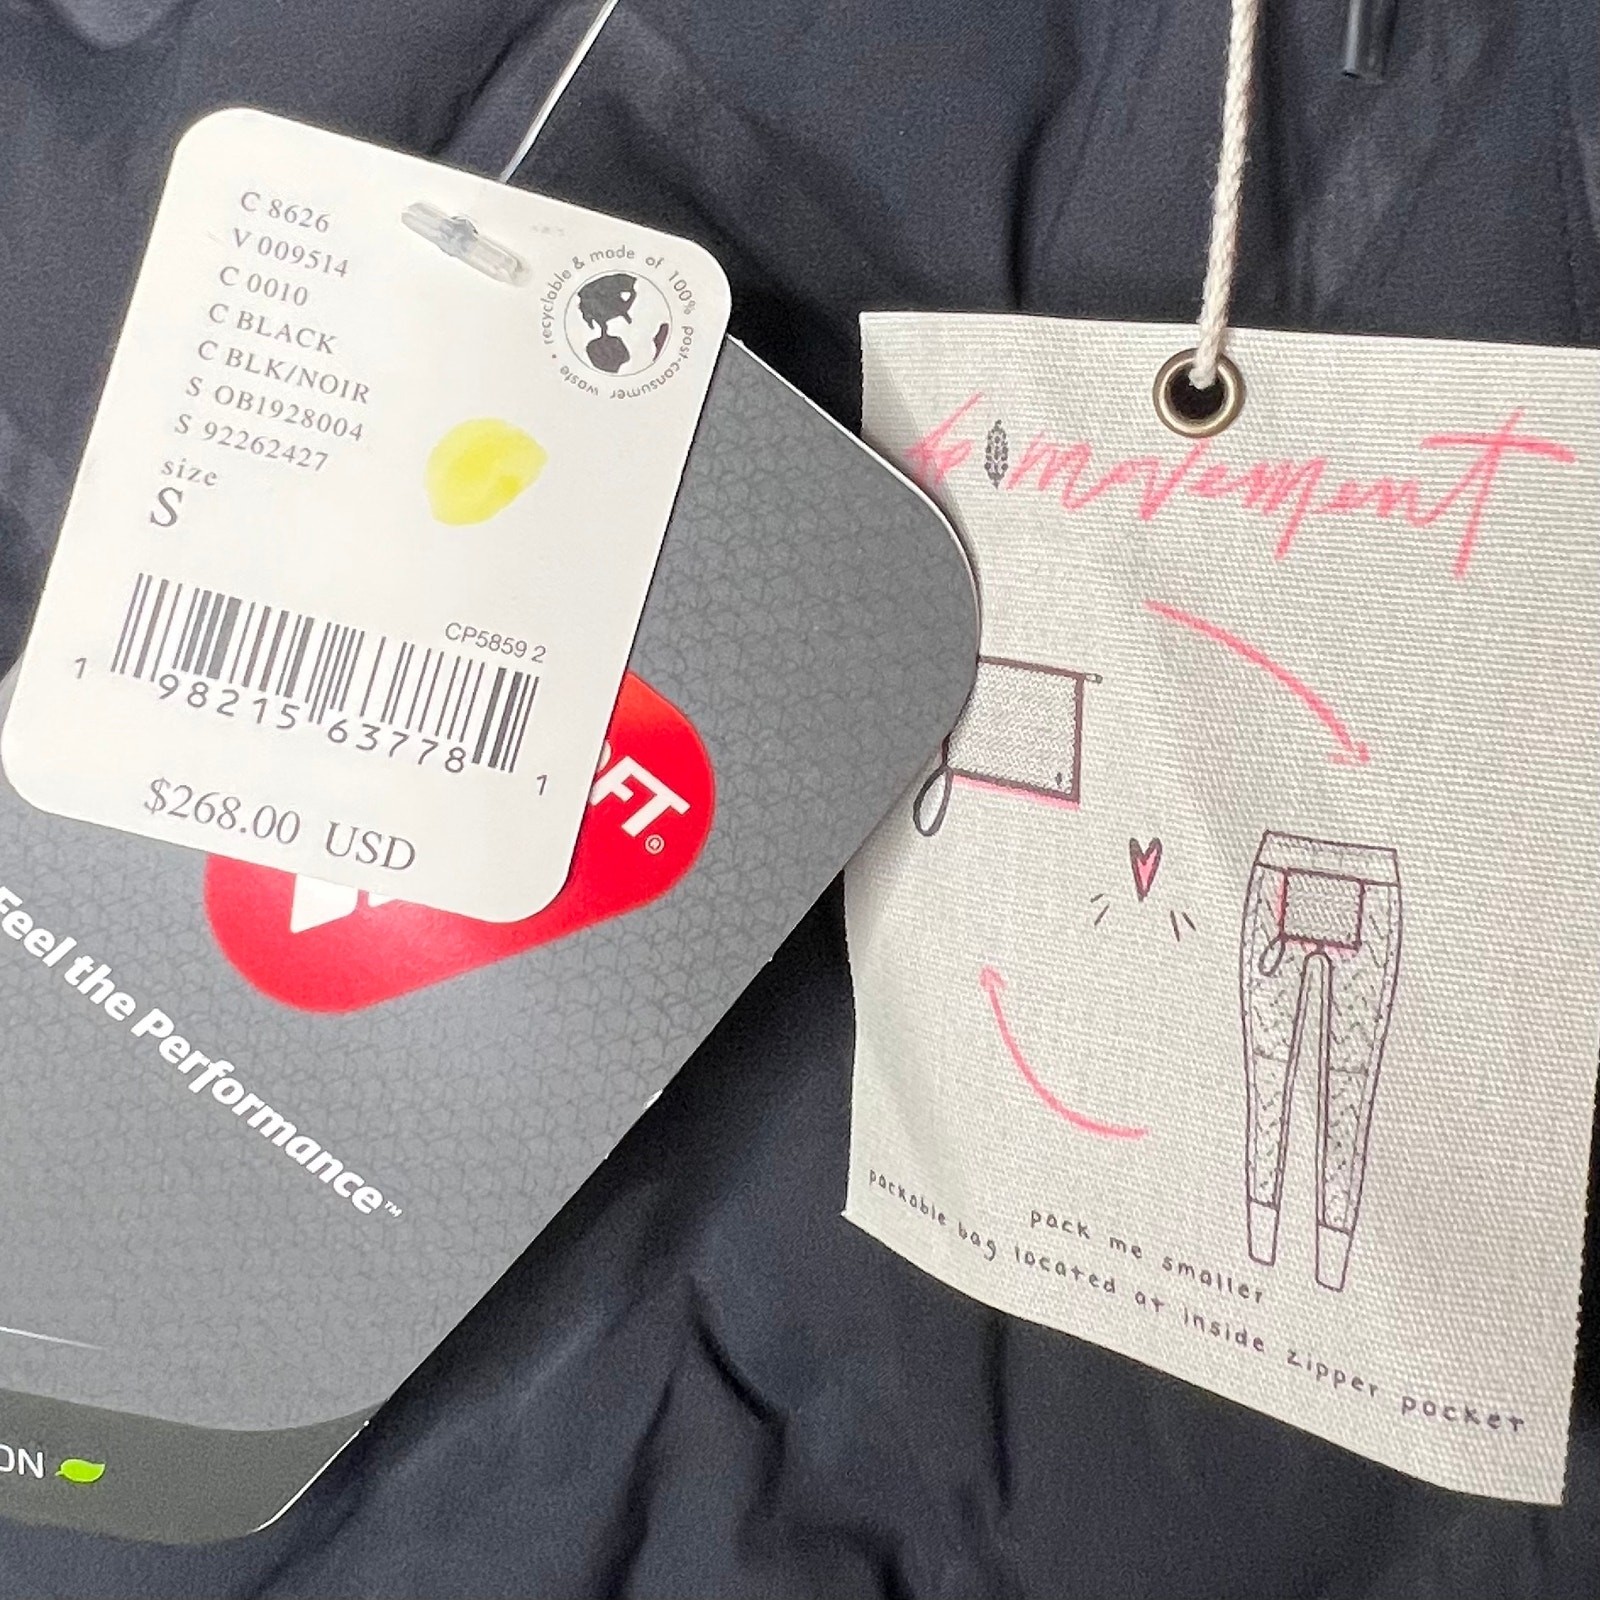 C 8626
V 009514
C 0010
C BLACK
C BLK/NOIR
S OB1928004
S 92262427
size
S
recyclable & made of 100% post-consumer waste
CP5859 2
1 98215 63778 1
$268.00 USD
FT®
Feel the Performance™
ON
movement
pack me smaller
packable bag located at inside zipper pocket